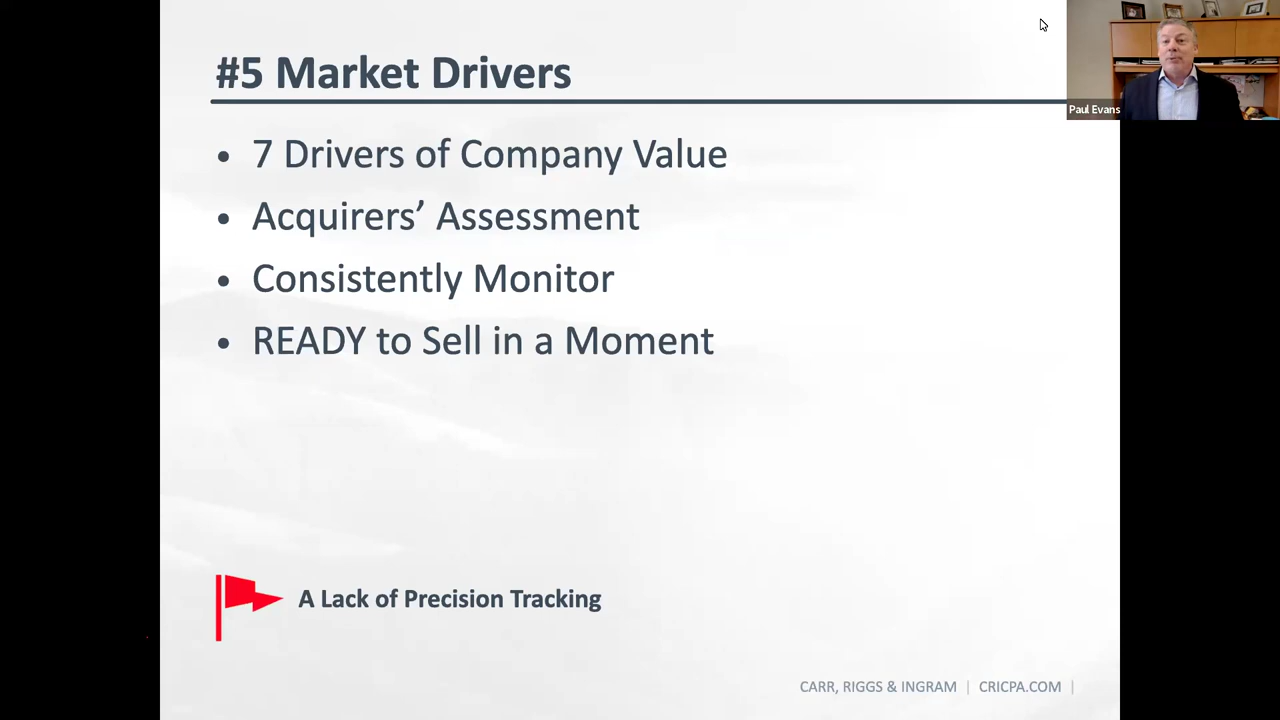 #5 Market Drivers
Paul Evans
• 7 Drivers of Company Value
• Acquirers’ Assessment
• Consistently Monitor
• READY to Sell in a Moment
A Lack of Precision Tracking
CARR, RIGGS & INGRAM | CRICPA.COM |